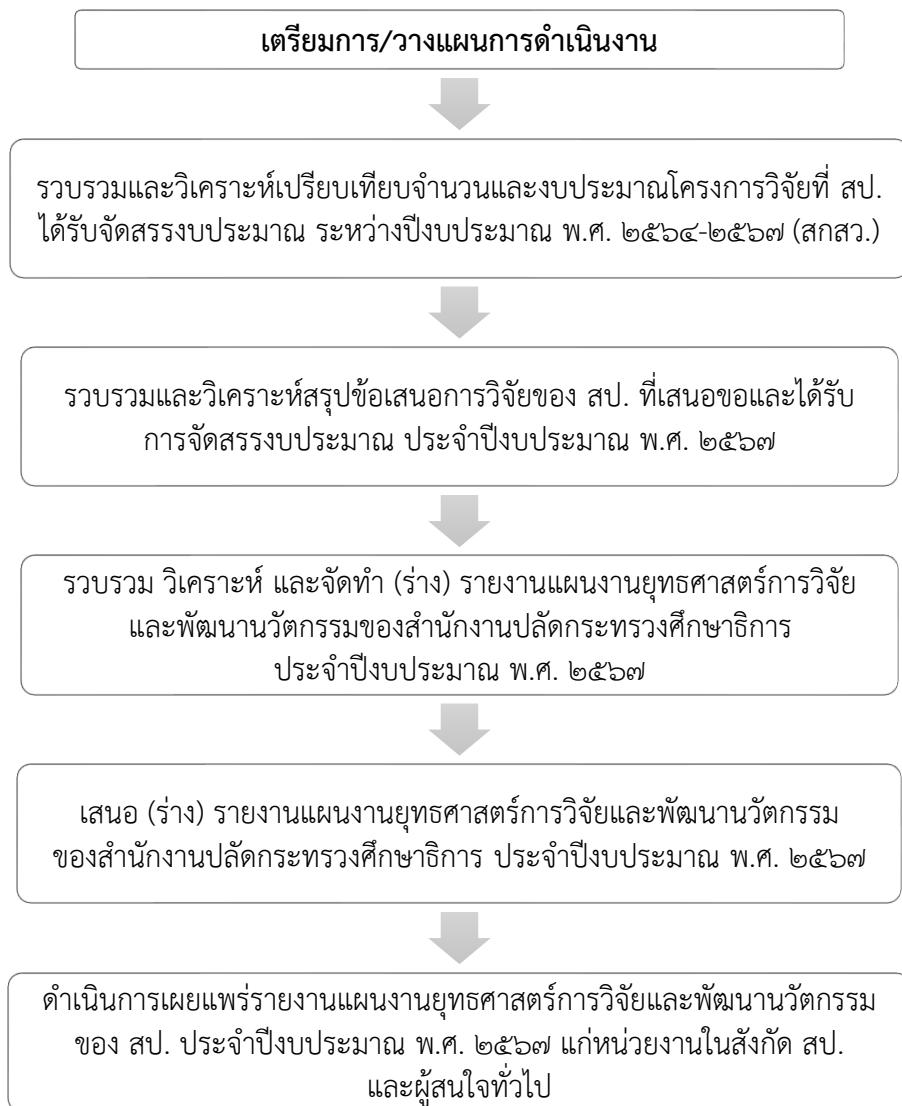 เตรียมการ/วางแผนการดำเนินงาน
รวบรวมและวิเคราะห์เปรียบเทียบจำนวนและงบประมาณโครงการวิจัยที่ สป.
ได้รับจัดสรรงบประมาณ ระหว่างปีงบประมาณ พ.ศ. ๒๕๖๔-๒๕๖๗ (สกสว.)
รวบรวมและวิเคราะห์สรุปข้อเสนอการวิจัยของ สป. ที่เสนอขอและได้รับ
การจัดสรรงบประมาณ ประจำปีงบประมาณ พ.ศ. ๒๕๖๗
รวบรวม วิเคราะห์ และจัดทำ (ร่าง) รายงานแผนงานยุทธศาสตร์การวิจัย
และพัฒนานวัตกรรมของสำนักงานปลัดกระทรวงศึกษาธิการ
ประจำปีงบประมาณ พ.ศ. ๒๕๖๗
เสนอ (ร่าง) รายงานแผนงานยุทธศาสตร์การวิจัยและพัฒนานวัตกรรม
ของสำนักงานปลัดกระทรวงศึกษาธิการ ประจำปีงบประมาณ พ.ศ. ๒๕๖๗
ดำเนินการเผยแพร่รายงานแผนงานยุทธศาสตร์การวิจัยและพัฒนานวัตกรรม
ของ สป. ประจำปีงบประมาณ พ.ศ. ๒๕๖๗ แก่หน่วยงานในสังกัด สป.
และผู้สนใจทั่วไป